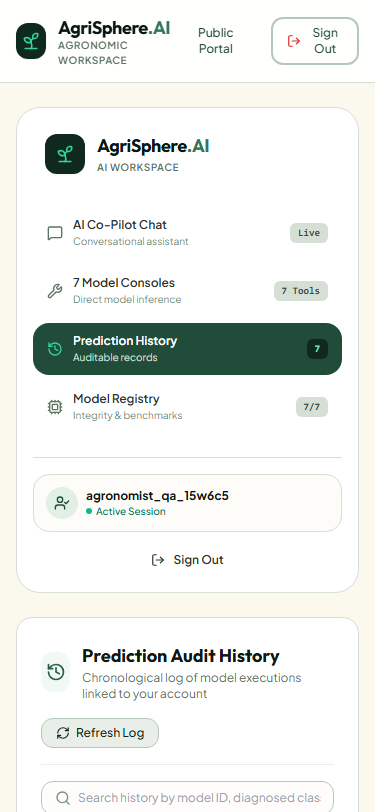 AgriSphere.AI
AGRONOMIC
WORKSPACE
Public
Portal
Sign
Out
AgriSphere.AI
AI WORKSPACE
AI Co-Pilot Chat
Conversational assistant
Live
7 Model Consoles
Direct model inference
7 Tools
Prediction History
Auditable records
7
Model Registry
Integrity & benchmarks
7/7
agronomist_qa_15w6c5
Active Session
Sign Out
Prediction Audit History
Chronological log of model executions
linked to your account
Refresh Log
Search history by model ID, diagnosed clas